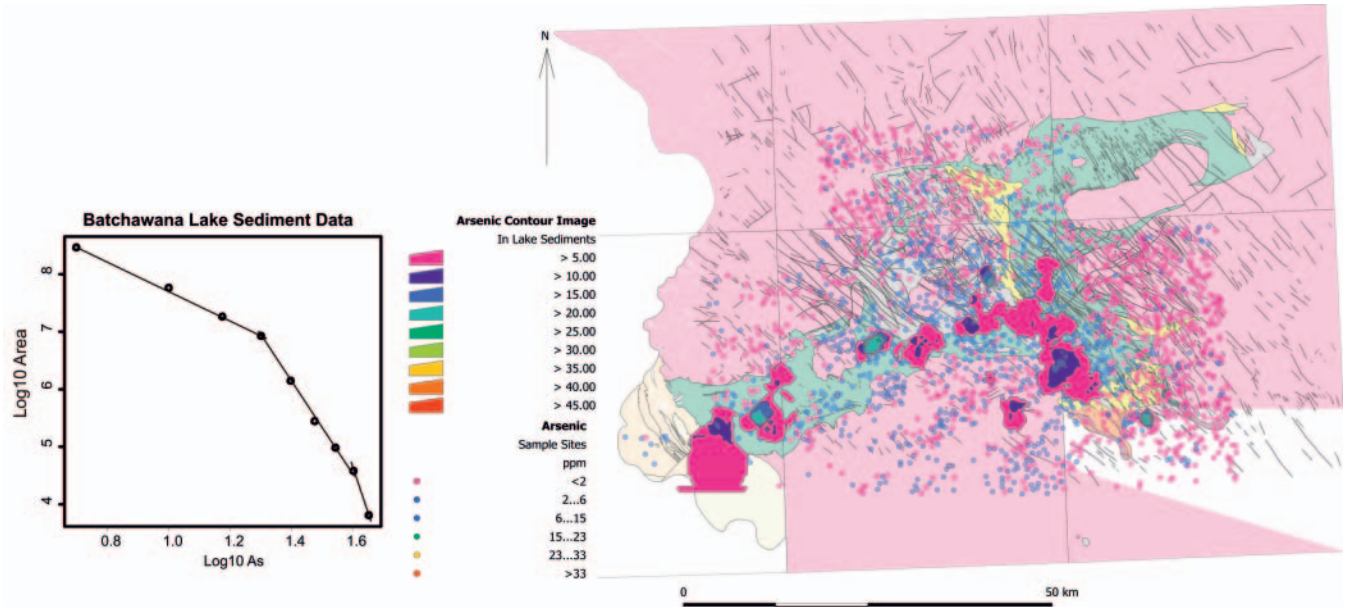 N
Batchawana Lake Sediment Data
Log10 Area
8
7
6
5
4
0.8 1.0 1.2 1.4 1.6
Log10 As
Arsenic Contour Image
In Lake Sediments
> 5.00
> 10.00
> 15.00
> 20.00
> 25.00
> 30.00
> 35.00
> 40.00
> 45.00
Arsenic
Sample Sites
ppm
<2
2...6
6...15
15...23
23...33
>33
0 50 km